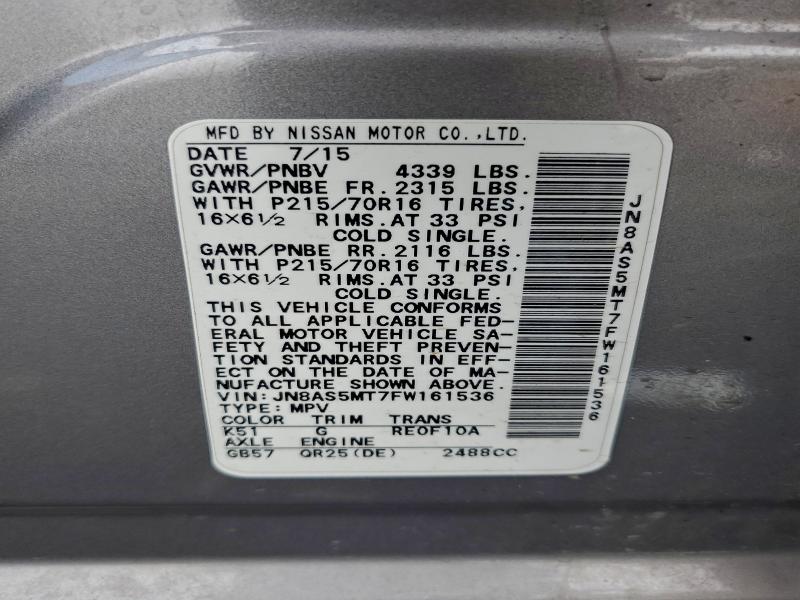 MFD BY NISSAN MOTOR CO.,LTD.
DATE 7/15
GVWR/PNBV 4339 LBS.
GAWR/PNBE FR. 2315 LBS.
WITH P215/70R16 TIRES,
16×6½ RIMS. AT 33 PSI
COLD SINGLE.
GAWR/PNBE RR. 2116 LBS.
WITH P215/70R16 TIRES,
16×6½ RIMS. AT 33 PSI
COLD SINGLE.
THIS VEHICLE CONFORMS
TO ALL APPLICABLE FED-
ERAL MOTOR VEHICLE SA-
FETY AND THEFT PREVEN-
TION STANDARDS IN EFF-
ECT ON THE DATE OF MA-
NUFACTURE SHOWN ABOVE.
VIN: JN8AS5MT7FW161536
TYPE: MPV
COLOR TRIM TRANS
K51 G RE0F10A
AXLE ENGINE
GB57 QR25(DE) 2488CC
JN8AS5MT7FW161536